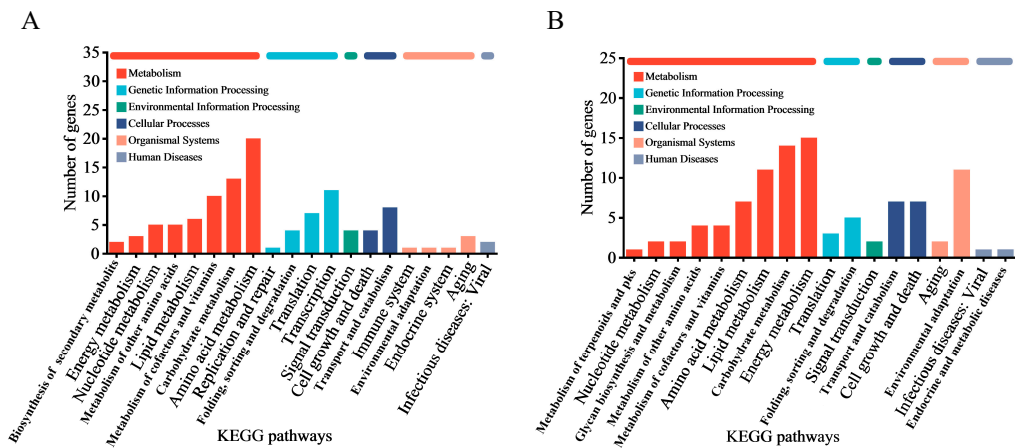 A
Number of genes
35
30
25
20
15
10
5
0
Metabolism
Genetic Information Processing
Environmental Information Processing
Cellular Processes
Organismal Systems
Human Diseases
Biosynthesis of secondary metabolits
Energy metabolism
Nucleotide metabolism
Metabolism of other amino acids
Lipid metabolism
Metabolism of cofactors and vitamins
Carbohydrate metabolism
Amino acid metabolism
Replication and repair
Folding, sorting and degradation
Translation
Transcription
Signal transduction
Cell growth and death
Transport and catabolism
Immune system
Environmental adaptation
Endocrine system
Aging
Infectious diseases: Viral
KEGG pathways
B
Number of genes
25
20
15
10
5
0
Metabolism
Genetic Information Processing
Environmental Information Processing
Cellular Processes
Organismal Systems
Human Diseases
Metabolism of terpenoids and pks
Nucleotide metabolism
Glycan biosynthesis and metabolism
Metabolism of other amino acids
Metabolism of cofactors and vitamins
Amino acid metabolism
Lipid metabolism
Carbohydrate metabolism
Energy metabolism
Translation
Folding, sorting and degradation
Signal transduction
Transport and catabolism
Cell growth and death
Aging
Environmental adaptation
Infectious diseases: Viral
Endocrine and metabolic diseases
KEGG pathways